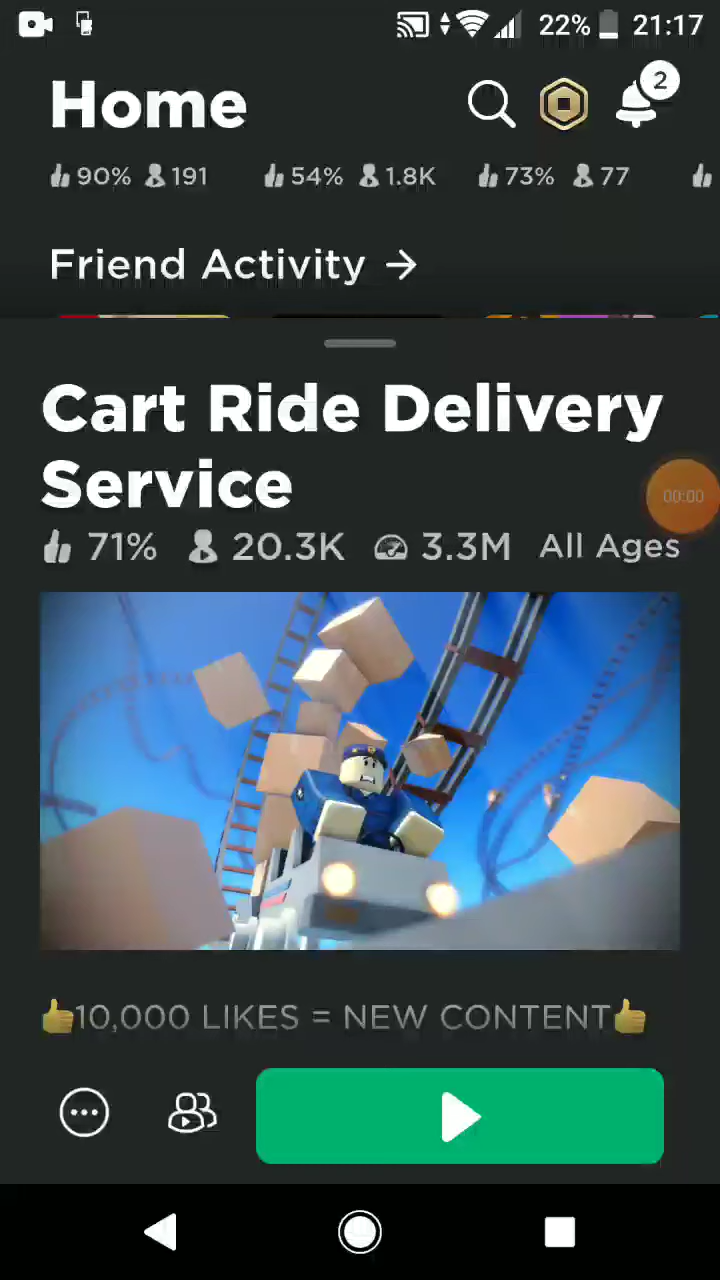 22% 21:17
Home
2
90% 191 54% 1.8K 73% 77
Friend Activity →
Cart Ride Delivery
Service
00:00
71% 20.3K 3.3M All Ages
👍10,000 LIKES = NEW CONTENT👍